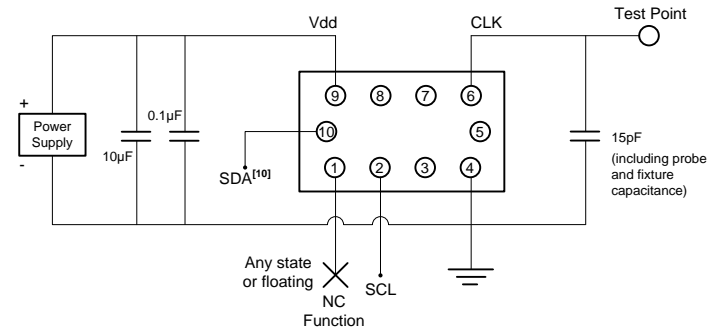 Test Point
Vdd
CLK
+
Power
Supply
-
10µF
0.1µF
9
8
7
6
10
5
1
2
3
4
SDA[10]
15pF
(including probe
and fixture
capacitance)
Any state
or floating
NC
Function
SCL